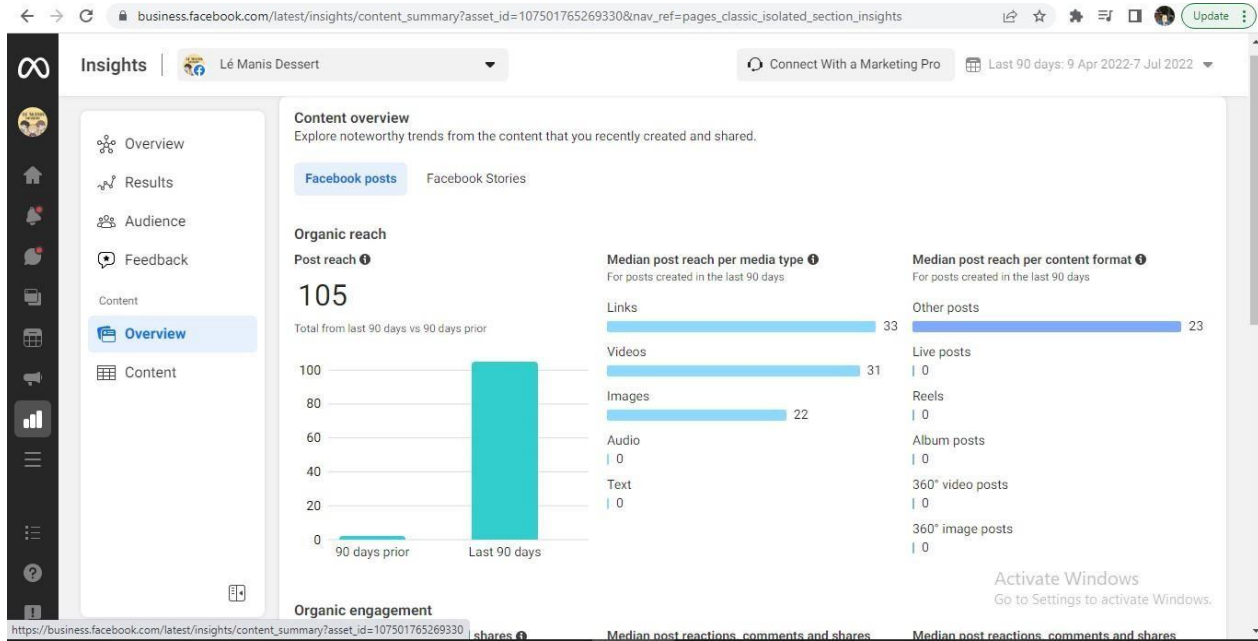 business.facebook.com/latest/insights/content_summary?asset_id=107501765269330&nav_ref=pages_classic_isolated_section_insights
Update
Insights
Lé Manis Dessert
Connect With a Marketing Pro
Last 90 days: 9 Apr 2022-7 Jul 2022
Overview
Results
Audience
Feedback
Content
Overview
Content
Content overview
Explore noteworthy trends from the content that you recently created and shared.
Facebook posts
Facebook Stories
Organic reach
Post reach
105
Total from last 90 days vs 90 days prior
100
80
60
40
20
0
90 days prior
Last 90 days
Median post reach per media type
For posts created in the last 90 days
Links
33
Videos
31
Images
22
Audio
0
Text
0
Median post reach per content format
For posts created in the last 90 days
Other posts
23
Live posts
0
Reels
0
Album posts
0
360° video posts
0
360° image posts
0
Activate Windows
Go to Settings to activate Windows.
Organic engagement
shares
Median post reactions, comments and shares
Median post reactions, comments and shares
https://business.facebook.com/latest/insights/content_summary?asset_id=107501765269330